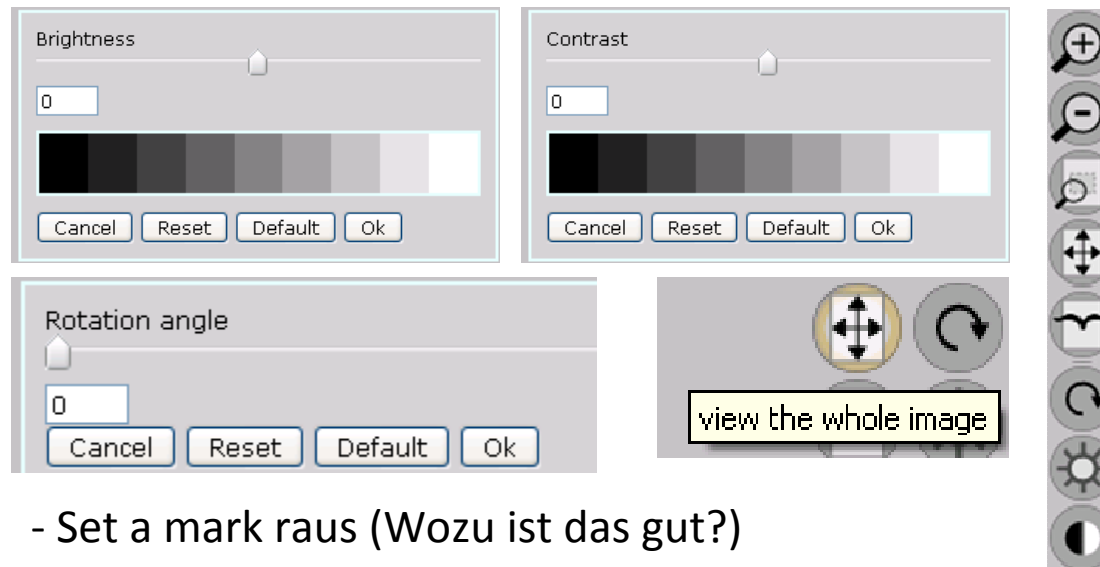 Brightness
0
Cancel Reset Default Ok
Contrast
0
Cancel Reset Default Ok
Rotation angle
0
Cancel Reset Default Ok
view the whole image
- Set a mark raus (Wozu ist das gut?)